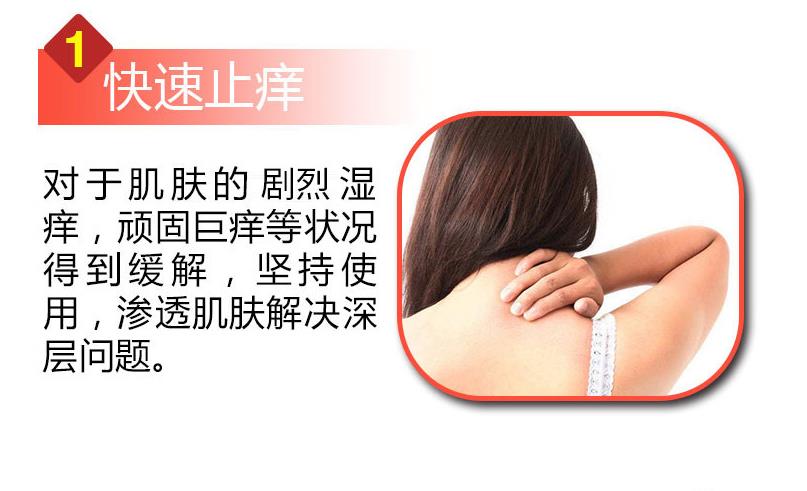 1
快速止痒
对于肌肤的剧烈湿
痒，顽固巨痒等状况
得到缓解，坚持使
用，渗透肌肤解决深
层问题。